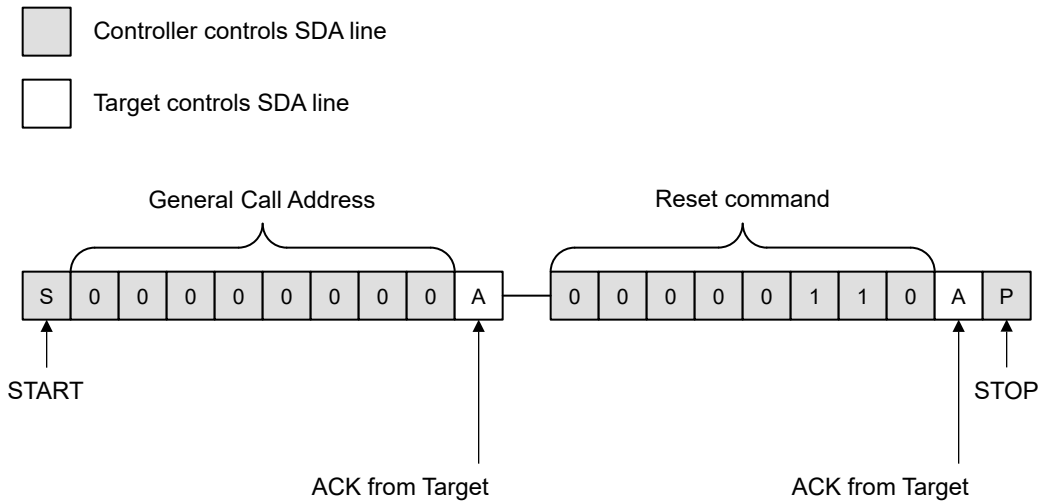 Controller controls SDA line
Target controls SDA line
General Call Address
Reset command
S 0 0 0 0 0 0 0 0 A 0 0 0 0 0 1 1 0 A P
START
STOP
ACK from Target
ACK from Target